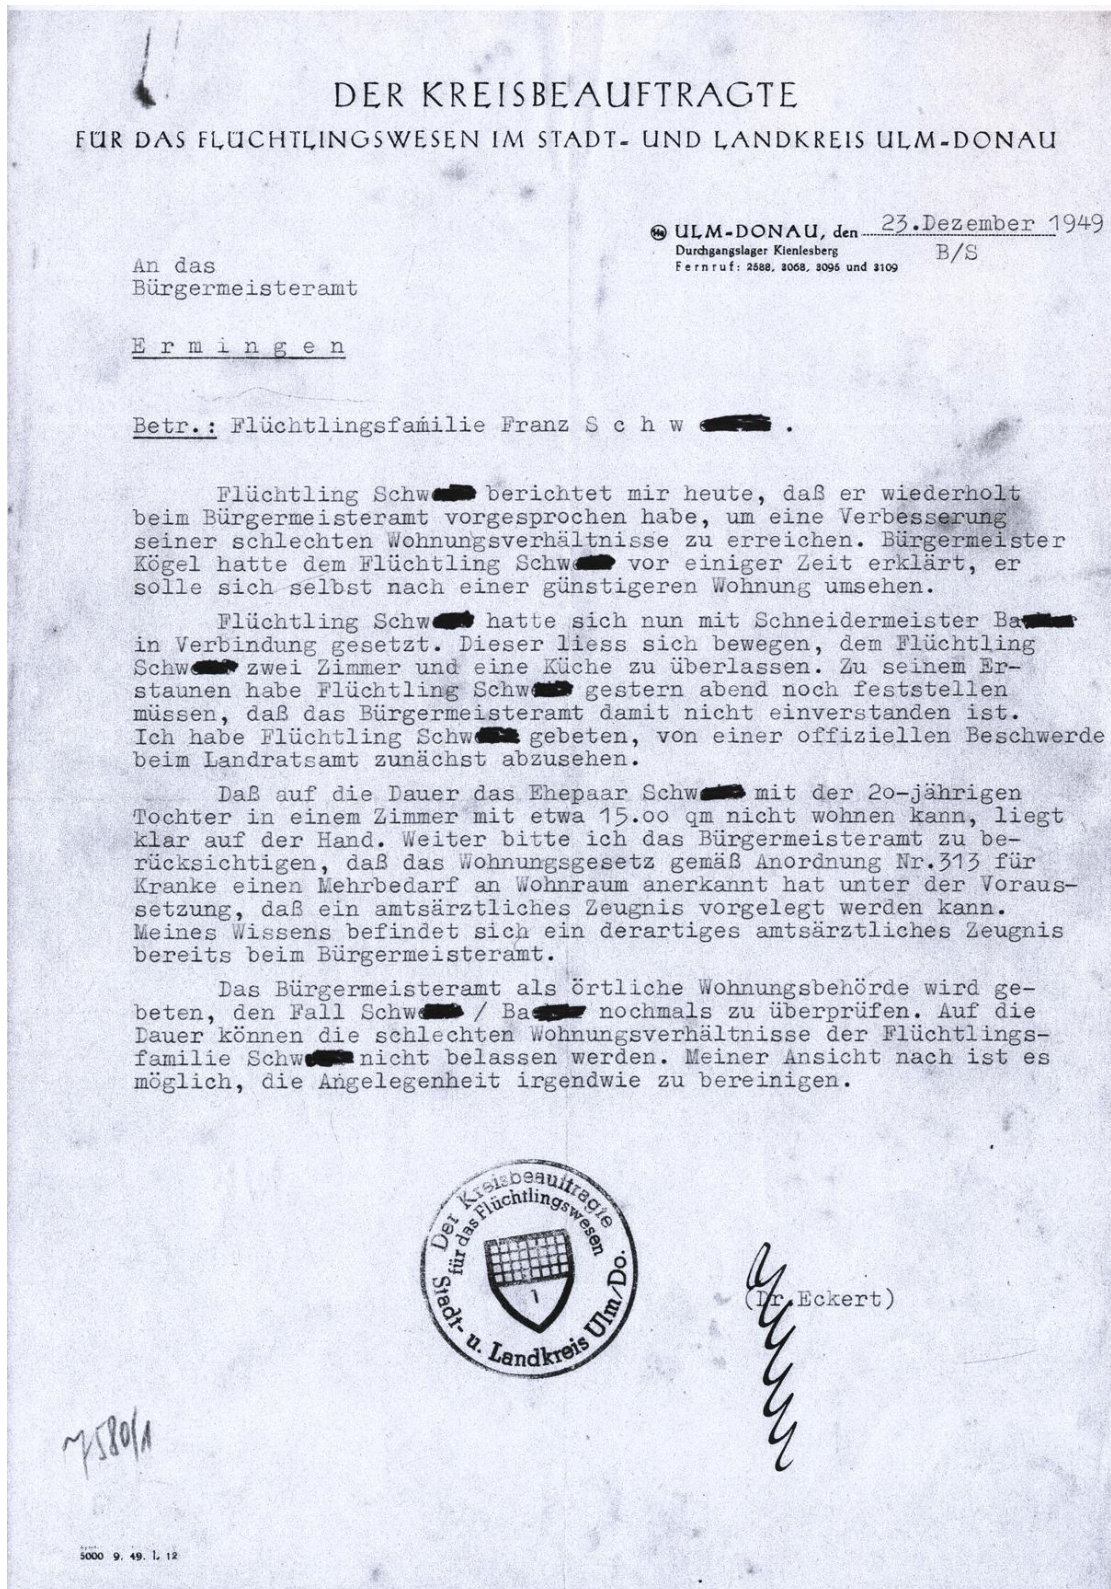 DER KREISBEAUFTRAGTE
FÜR DAS FLÜCHTLINGSWESEN IM STADT- UND LANDKREIS ULM-DONAU
ULM-DONAU, den 23.Dezember 1949
Durchgangslager Kienlesberg B/S
Fernruf: 2588, 3068, 3095 und 3109
An das
Bürgermeisteramt
E r m i n g e n
Betr.: Flüchtlingsfamilie Franz S c h w .
Flüchtling Schw berichtet mir heute, daß er wiederholt
beim Bürgermeisteramt vorgesprochen habe, um eine Verbesserung
seiner schlechten Wohnungsverhältnisse zu erreichen. Bürgermeister
Kögel hatte dem Flüchtling Schw vor einiger Zeit erklärt, er
solle sich selbst nach einer günstigeren Wohnung umsehen.
Flüchtling Schw hatte sich nun mit Schneidermeister Ba
in Verbindung gesetzt. Dieser liess sich bewegen, dem Flüchtling
Schw zwei Zimmer und eine Küche zu überlassen. Zu seinem Er-
staunen habe Flüchtling Schw gestern abend noch feststellen
müssen, daß das Bürgermeisteramt damit nicht einverstanden ist.
Ich habe Flüchtling Schw gebeten, von einer offiziellen Beschwerde
beim Landratsamt zunächst abzusehen.
Daß auf die Dauer das Ehepaar Schw mit der 20-jährigen
Tochter in einem Zimmer mit etwa 15.oo qm nicht wohnen kann, liegt
klar auf der Hand. Weiter bitte ich das Bürgermeisteramt zu be-
rücksichtigen, daß das Wohnungsgesetz gemäß Anordnung Nr.313 für
Kranke einen Mehrbedarf an Wohnraum anerkannt hat unter der Voraus-
setzung, daß ein amtsärztliches Zeugnis vorgelegt werden kann.
Meines Wissens befindet sich ein derartiges amtsärztliches Zeugnis
bereits beim Bürgermeisteramt.
Das Bürgermeisteramt als örtliche Wohnungsbehörde wird ge-
beten, den Fall Schw / Ba nochmals zu überprüfen. Auf die
Dauer können die schlechten Wohnungsverhältnisse der Flüchtlings-
familie Schw nicht belassen werden. Meiner Ansicht nach ist es
möglich, die Angelegenheit irgendwie zu bereinigen.
Der Kreisbeauftragte
für das Flüchtlingswesen
Stadt- u. Landkreis Ulm/Do.
1
(Dr.Eckert)
7580/1
5000 9. 49. l. 12